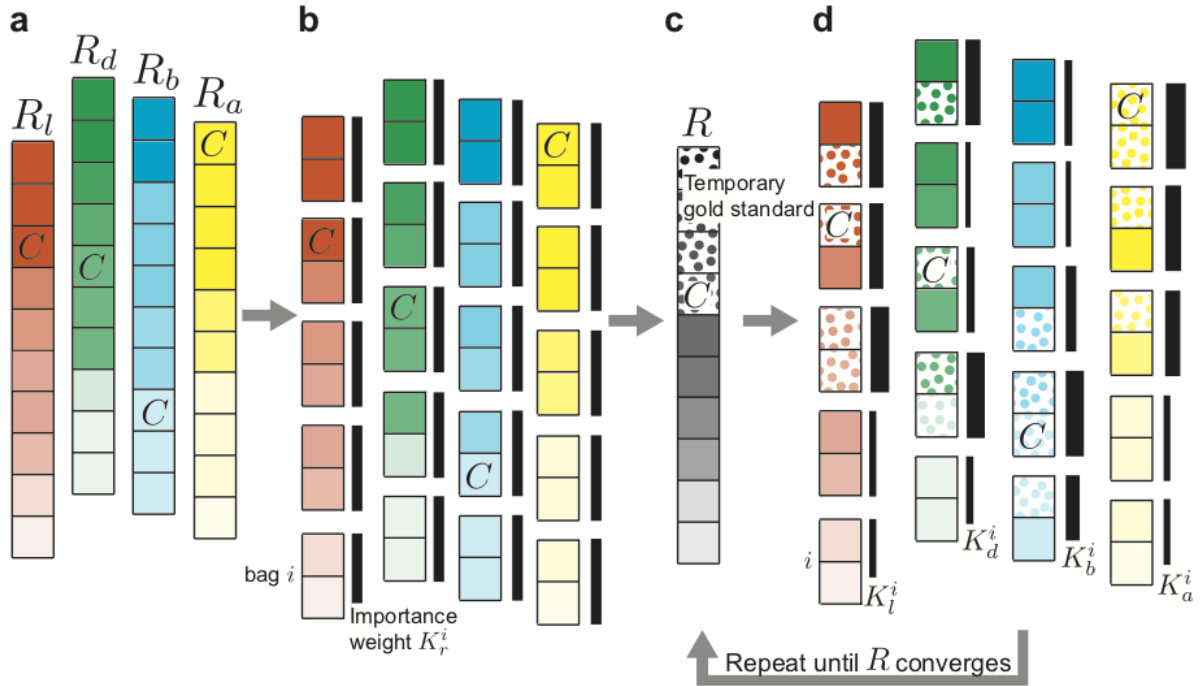 a
b
c
d
R_l
R_d
R_b
R_a
C
C
C
C
C
C
C
C
bag i
Importance
weight K_r^i
R
Temporary
gold standard
C
C
C
C
C
i
K_l^i
K_d^i
K_b^i
K_a^i
Repeat until R converges